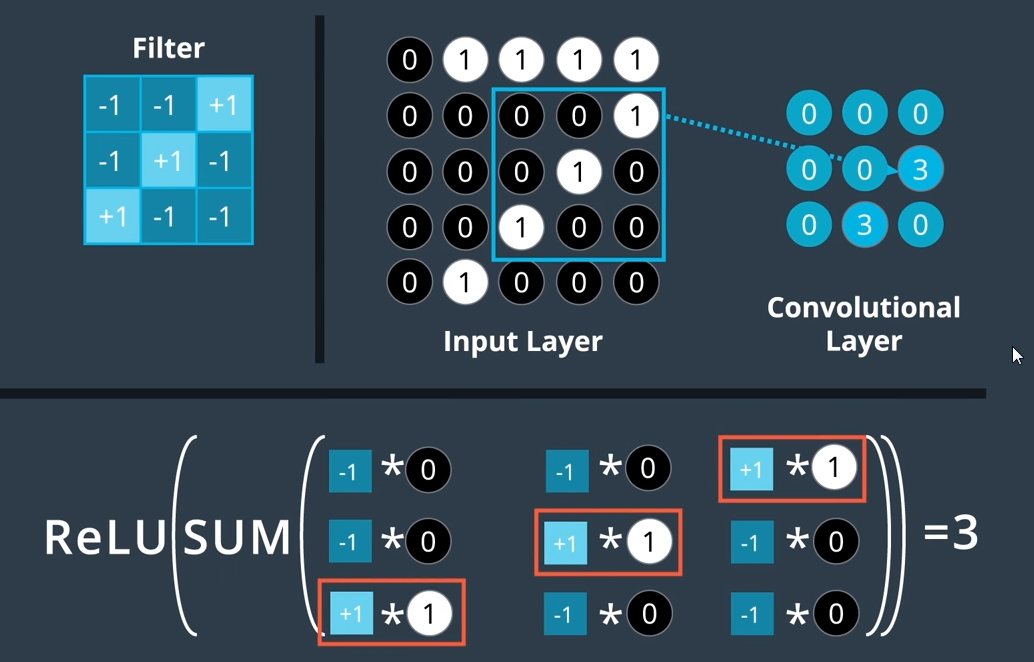 Filter
-1 -1 +1
-1 +1 -1
+1 -1 -1
0 1 1 1 1
0 0 0 0 1
0 0 0 1 0
0 0 1 0 0
0 1 0 0 0
Input Layer
0 0 0
0 0 3
0 3 0
Convolutional
Layer
-1 * 0 -1 * 0 +1 * 1
ReLU(SUM( -1 * 0 +1 * 1 -1 * 0 )) =3
+1 * 1 -1 * 0 -1 * 0